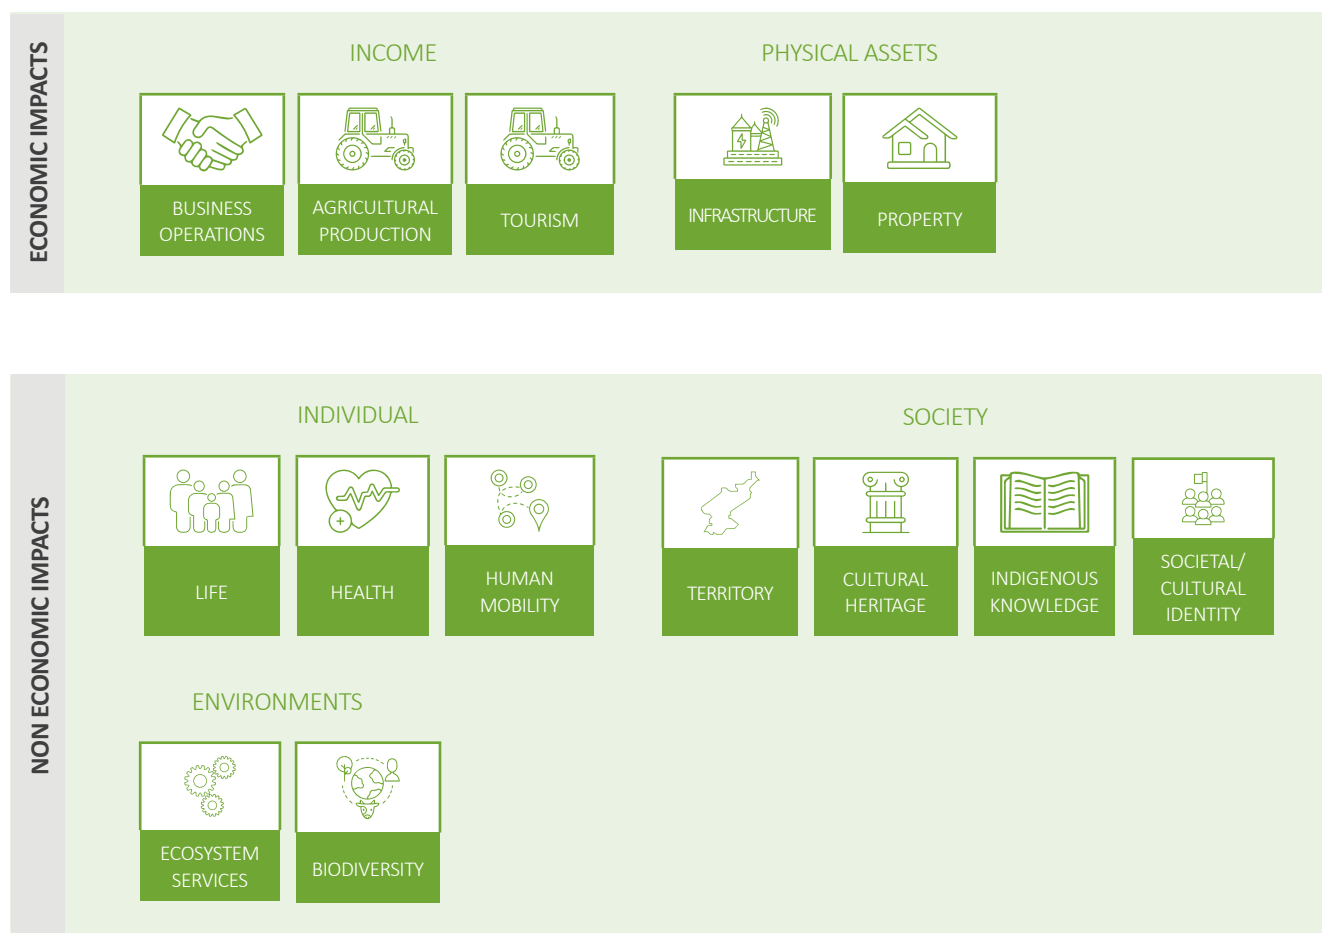 ECONOMIC IMPACTS
INCOME
BUSINESS
OPERATIONS
AGRICULTURAL
PRODUCTION
TOURISM
PHYSICAL ASSETS
INFRASTRUCTURE
PROPERTY
NON ECONOMIC IMPACTS
INDIVIDUAL
LIFE
HEALTH
HUMAN
MOBILITY
SOCIETY
TERRITORY
CULTURAL
HERITAGE
INDIGENOUS
KNOWLEDGE
SOCIETAL/
CULTURAL
IDENTITY
ENVIRONMENTS
ECOSYSTEM
SERVICES
BIODIVERSITY